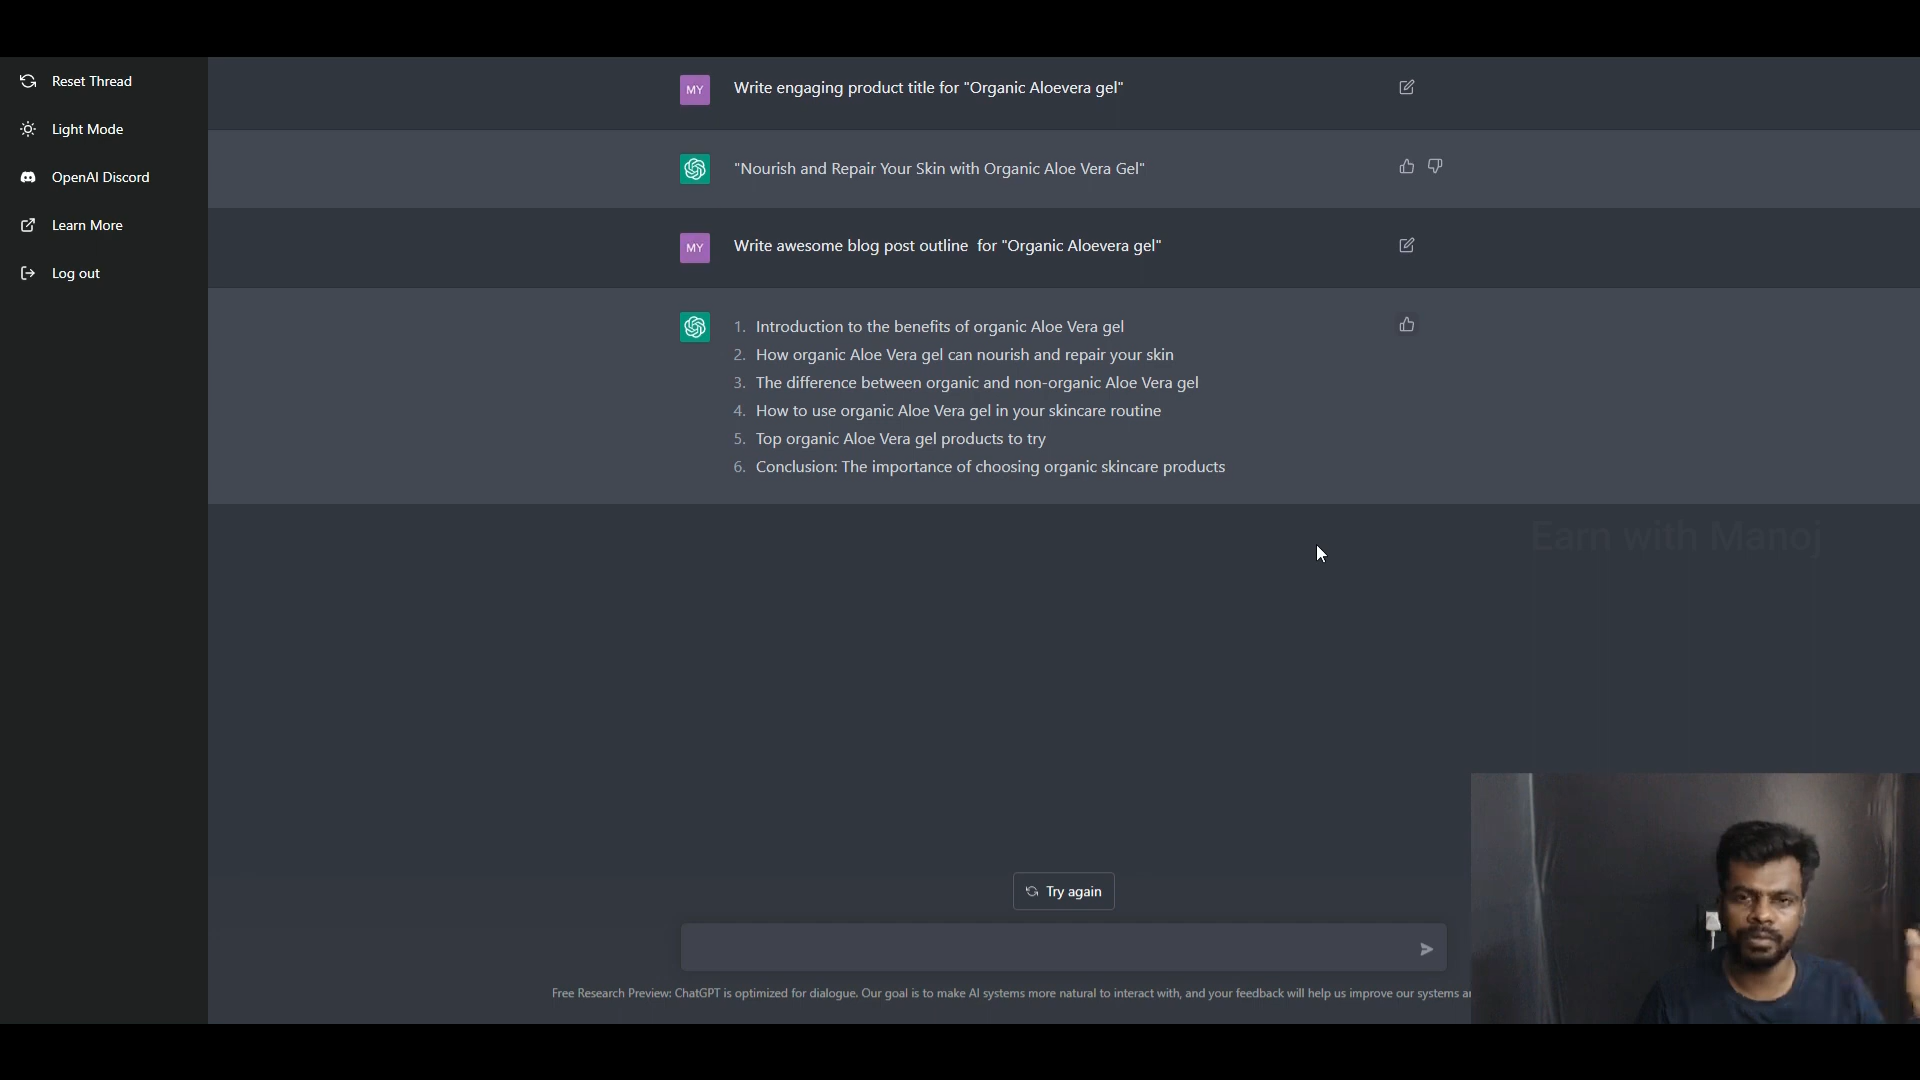 Reset Thread
Light Mode
OpenAI Discord
Learn More
Log out
MY Write engaging product title for "Organic Aloevera gel"
"Nourish and Repair Your Skin with Organic Aloe Vera Gel"
MY Write awesome blog post outline for "Organic Aloevera gel"
1. Introduction to the benefits of organic Aloe Vera gel
2. How organic Aloe Vera gel can nourish and repair your skin
3. The difference between organic and non-organic Aloe Vera gel
4. How to use organic Aloe Vera gel in your skincare routine
5. Top organic Aloe Vera gel products to try
6. Conclusion: The importance of choosing organic skincare products
Earn with Manoj
Try again
Free Research Preview: ChatGPT is optimized for dialogue. Our goal is to make AI systems more natural to interact with, and your feedback will help us improve our systems